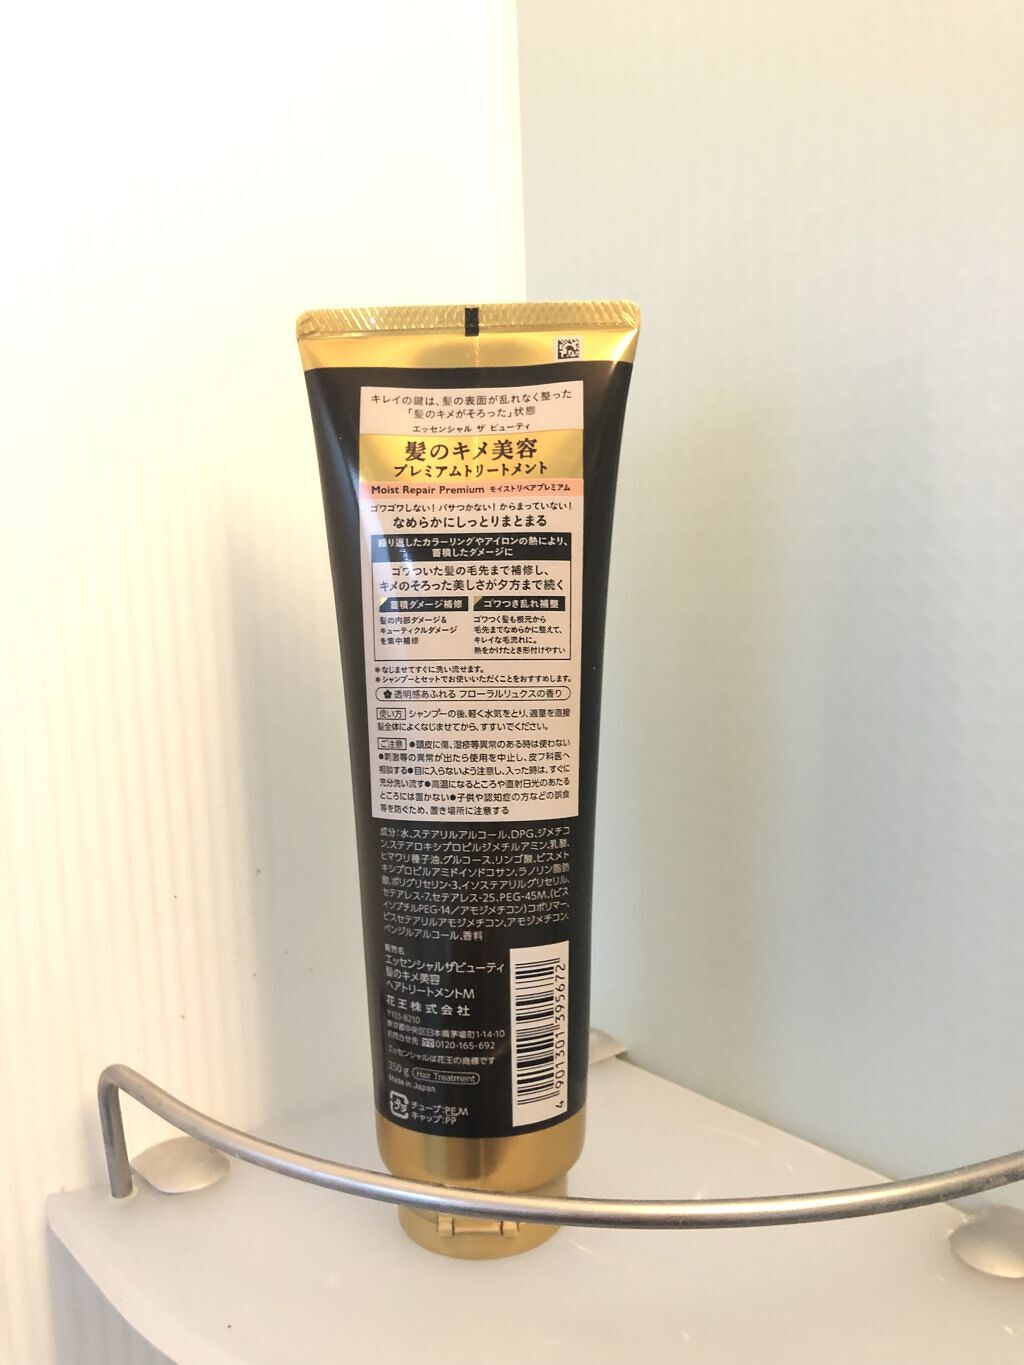 キレイの鍵は、髪の表面が乱れなく整った
「髪のキメがそろった」状態
エッセンシャル ザ ビューティ
髪のキメ美容
プレミアムトリートメント
Moist Repair Premium モイストリペアプレミアム
ゴワゴワしない！パサつかない！からまっていない！
なめらかにしっとりまとまる
繰り返したカラーリングやアイロンの熱により、
蓄積したダメージに
ゴワついた髪の毛先まで補修し、
キメのそろった美しさが夕方まで続く
蓄積ダメージ補修
髪の内部ダメージ&
キューティクルダメージ
を集中補修
ゴワつき乱れ補整
ゴワつく髪も根元から
毛先までなめらかに整えて、
キレイな毛流れに。
熱をかけたとき形付けやすい
*なじませてすぐに洗い流せます。
*シャンプーとセットでお使いいただくことをおすすめします。
透明感あふれる フローラルリュクスの香り
使い方 シャンプーの後、軽く水気をとり、適量を直接
髪全体によくなじませてから、すすいでください。
ご注意 ●頭皮に傷、湿疹等異常のある時は使わない
●刺激等の異常が出たら使用を中止し、皮フ科医へ
相談する●目に入らないよう注意し、入った時は、すぐに
充分洗い流す●高温になるところや直射日光のあたる
ところには置かない●子供や認知症の方などの誤食
等を防ぐため、置き場所に注意する
成分:水、ステアリルアルコール、DPG、ジメチコ
ン、ステアロキシプロピルジメチルアミン、乳酸、
ヒマワリ種子油、グルコース、リンゴ酸、ビスメト
キシプロピルアミドイソドコサン、ラノリン脂肪
酸、ポリグリセリン-3、イソステアリルグリセリル、
セテアレス-7、セテアレス-25、PEG-45M、(ビス
イソブチルPEG-14/アモジメチコン)コポリマー、
ビスセテアリルアモジメチコン、アモジメチコン、
ベンジルアルコール、香料
販売名
エッセンシャルザビューティ
髪のキメ美容
ヘアトリートメントM
花王株式会社
〒103-8210
東京都中央区日本橋茅場町1-14-10
お問合せ先 0120-165-692
エッセンシャルは花王の商標です
250 g Hair Treatment
Made in Japan
プラ
チューブ:PE,M
キャップ:PP
4 901301 395672